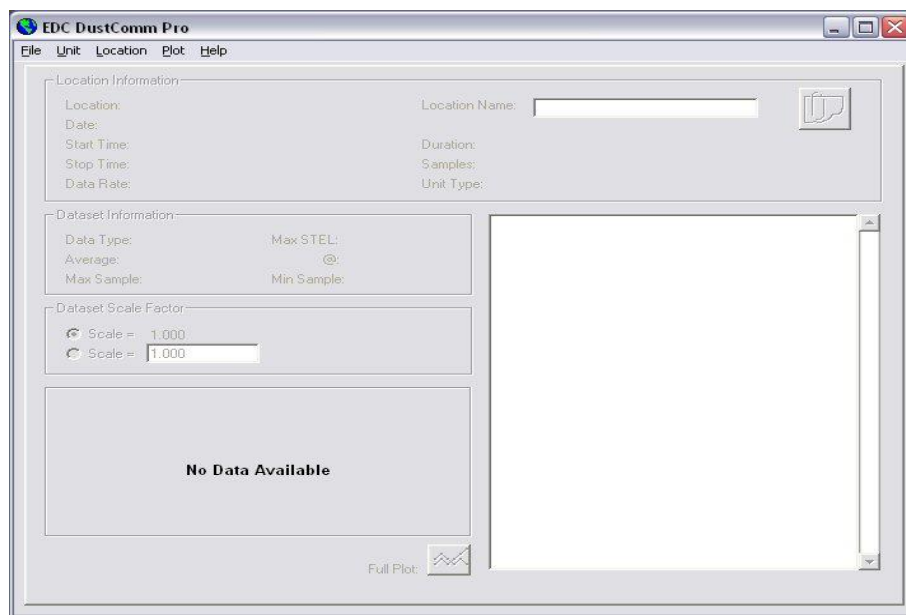 EDC DustComm Pro
File Unit Location Plot Help
Location Information
Location: Location Name:
Date:
Start Time: Duration:
Stop Time: Samples:
Data Rate: Unit Type:
Dataset Information
Data Type: Max STEL:
Average: @:
Max Sample: Min Sample:
Dataset Scale Factor
Scale = 1.000
Scale = 1.000
No Data Available
Full Plot: